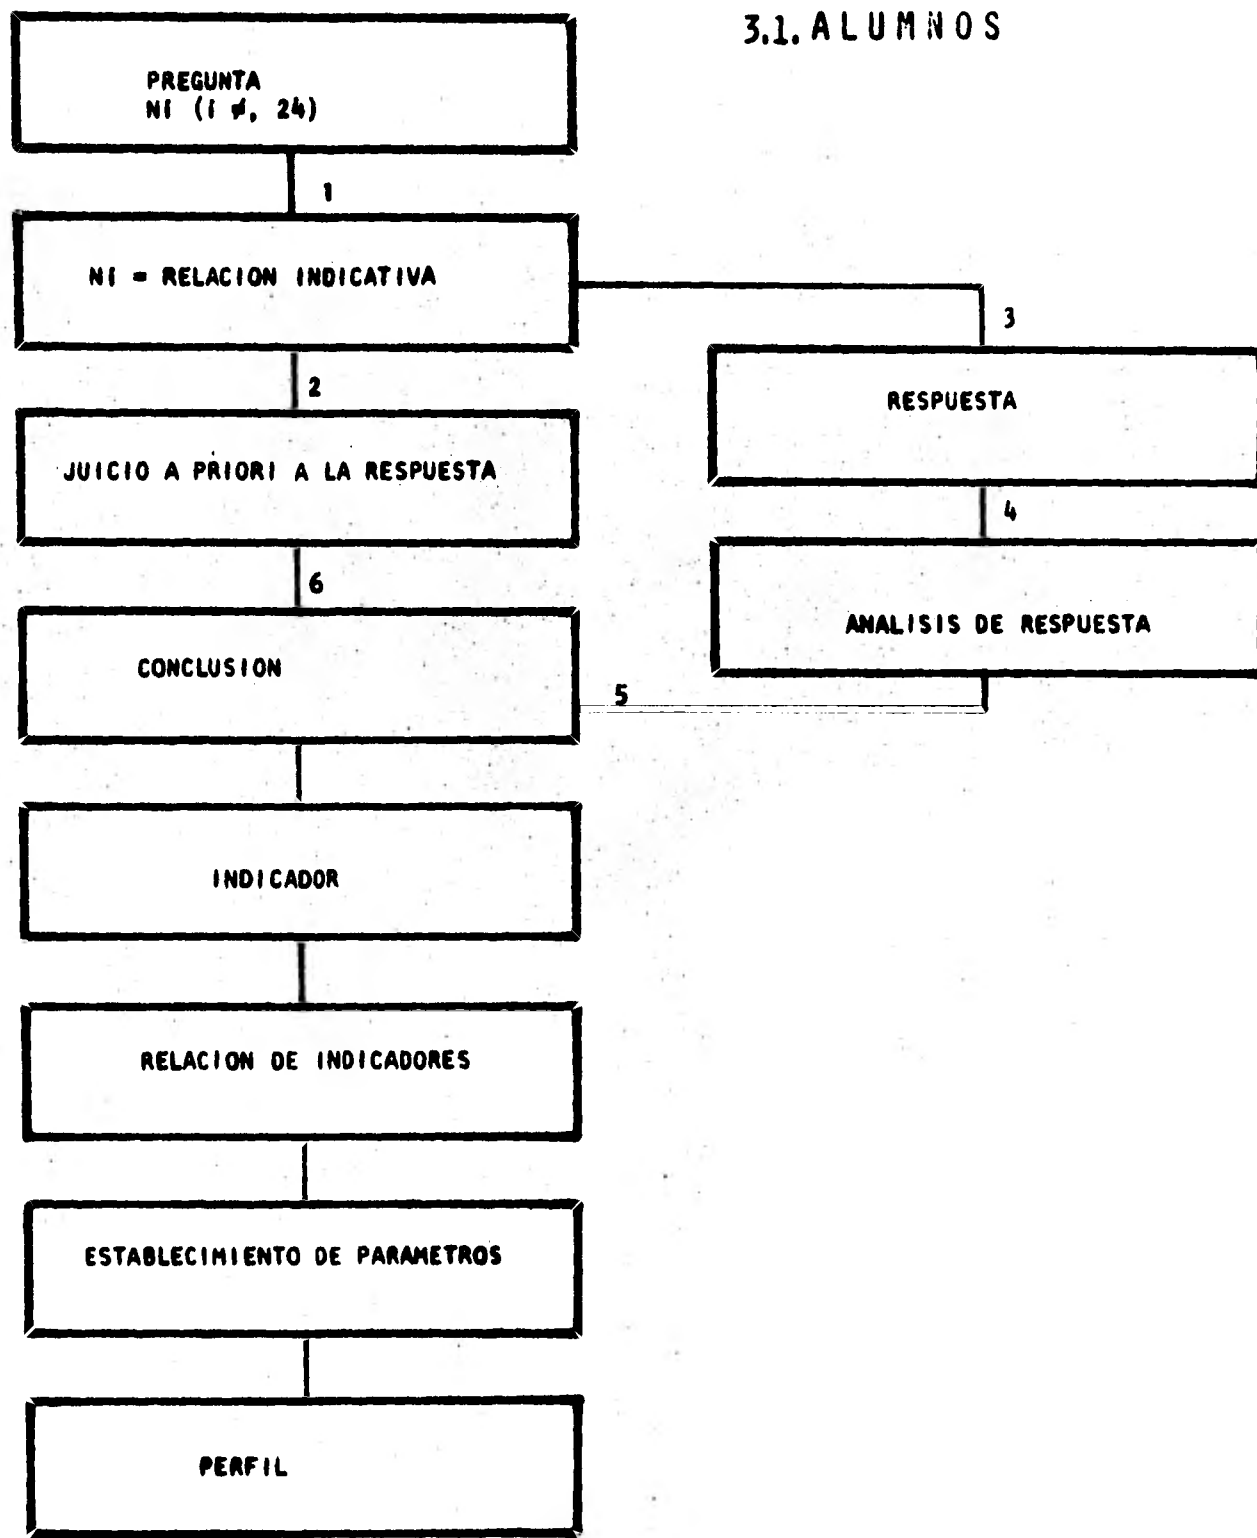 3.1. ALUMNOS
PREGUNTA
Ni (i ≠, 24)
1
Ni = RELACION INDICATIVA
3
2
RESPUESTA
JUICIO A PRIORI A LA RESPUESTA
4
6
ANALISIS DE RESPUESTA
CONCLUSION
5
INDICADOR
RELACION DE INDICADORES
ESTABLECIMIENTO DE PARAMETROS
PERFIL